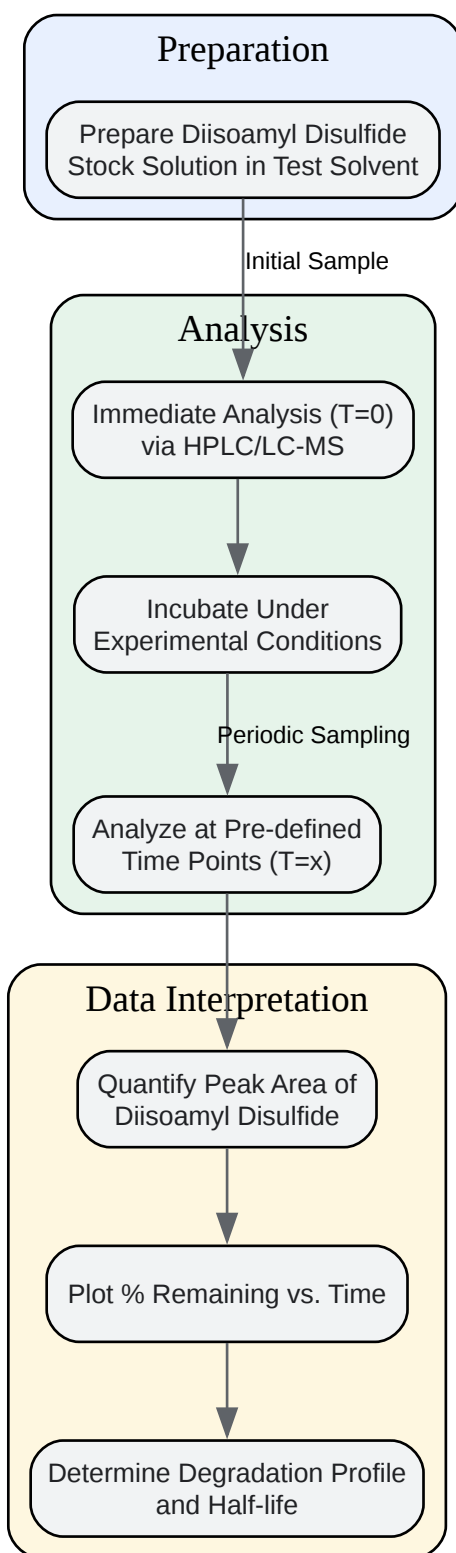 Preparation
Prepare Diisoamyl Disulfide
Stock Solution in Test Solvent
Initial Sample
Analysis
Immediate Analysis (T=0)
via HPLC/LC-MS
Incubate Under
Experimental Conditions
Periodic Sampling
Analyze at Pre-defined
Time Points (T=x)
Data Interpretation
Quantify Peak Area of
Diisoamyl Disulfide
Plot % Remaining vs. Time
Determine Degradation Profile
and Half-life